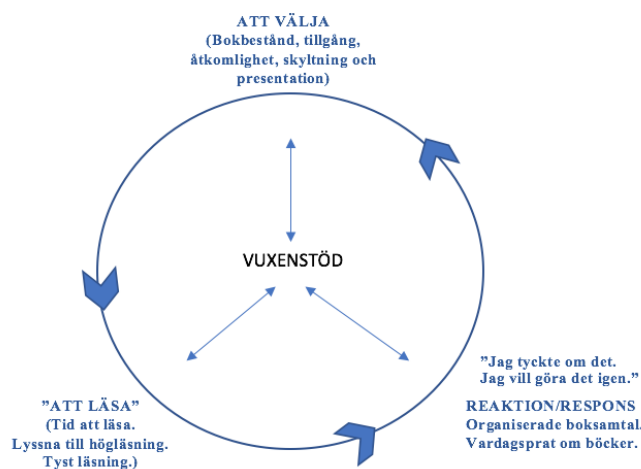 ATT VÄLJA
(Bokbestånd, tillgång,
åtkomlighet, skyltning och
presentation)
VUXENSTÖD
"Jag tyckte om det.
Jag vill göra det igen."
REAKTION/RESPONS
Organiserade boksamtal.
Vardagsprat om böcker.
"ATT LÄSA"
(Tid att läsa.
Lyssna till högläsning.
Tyst läsning.)